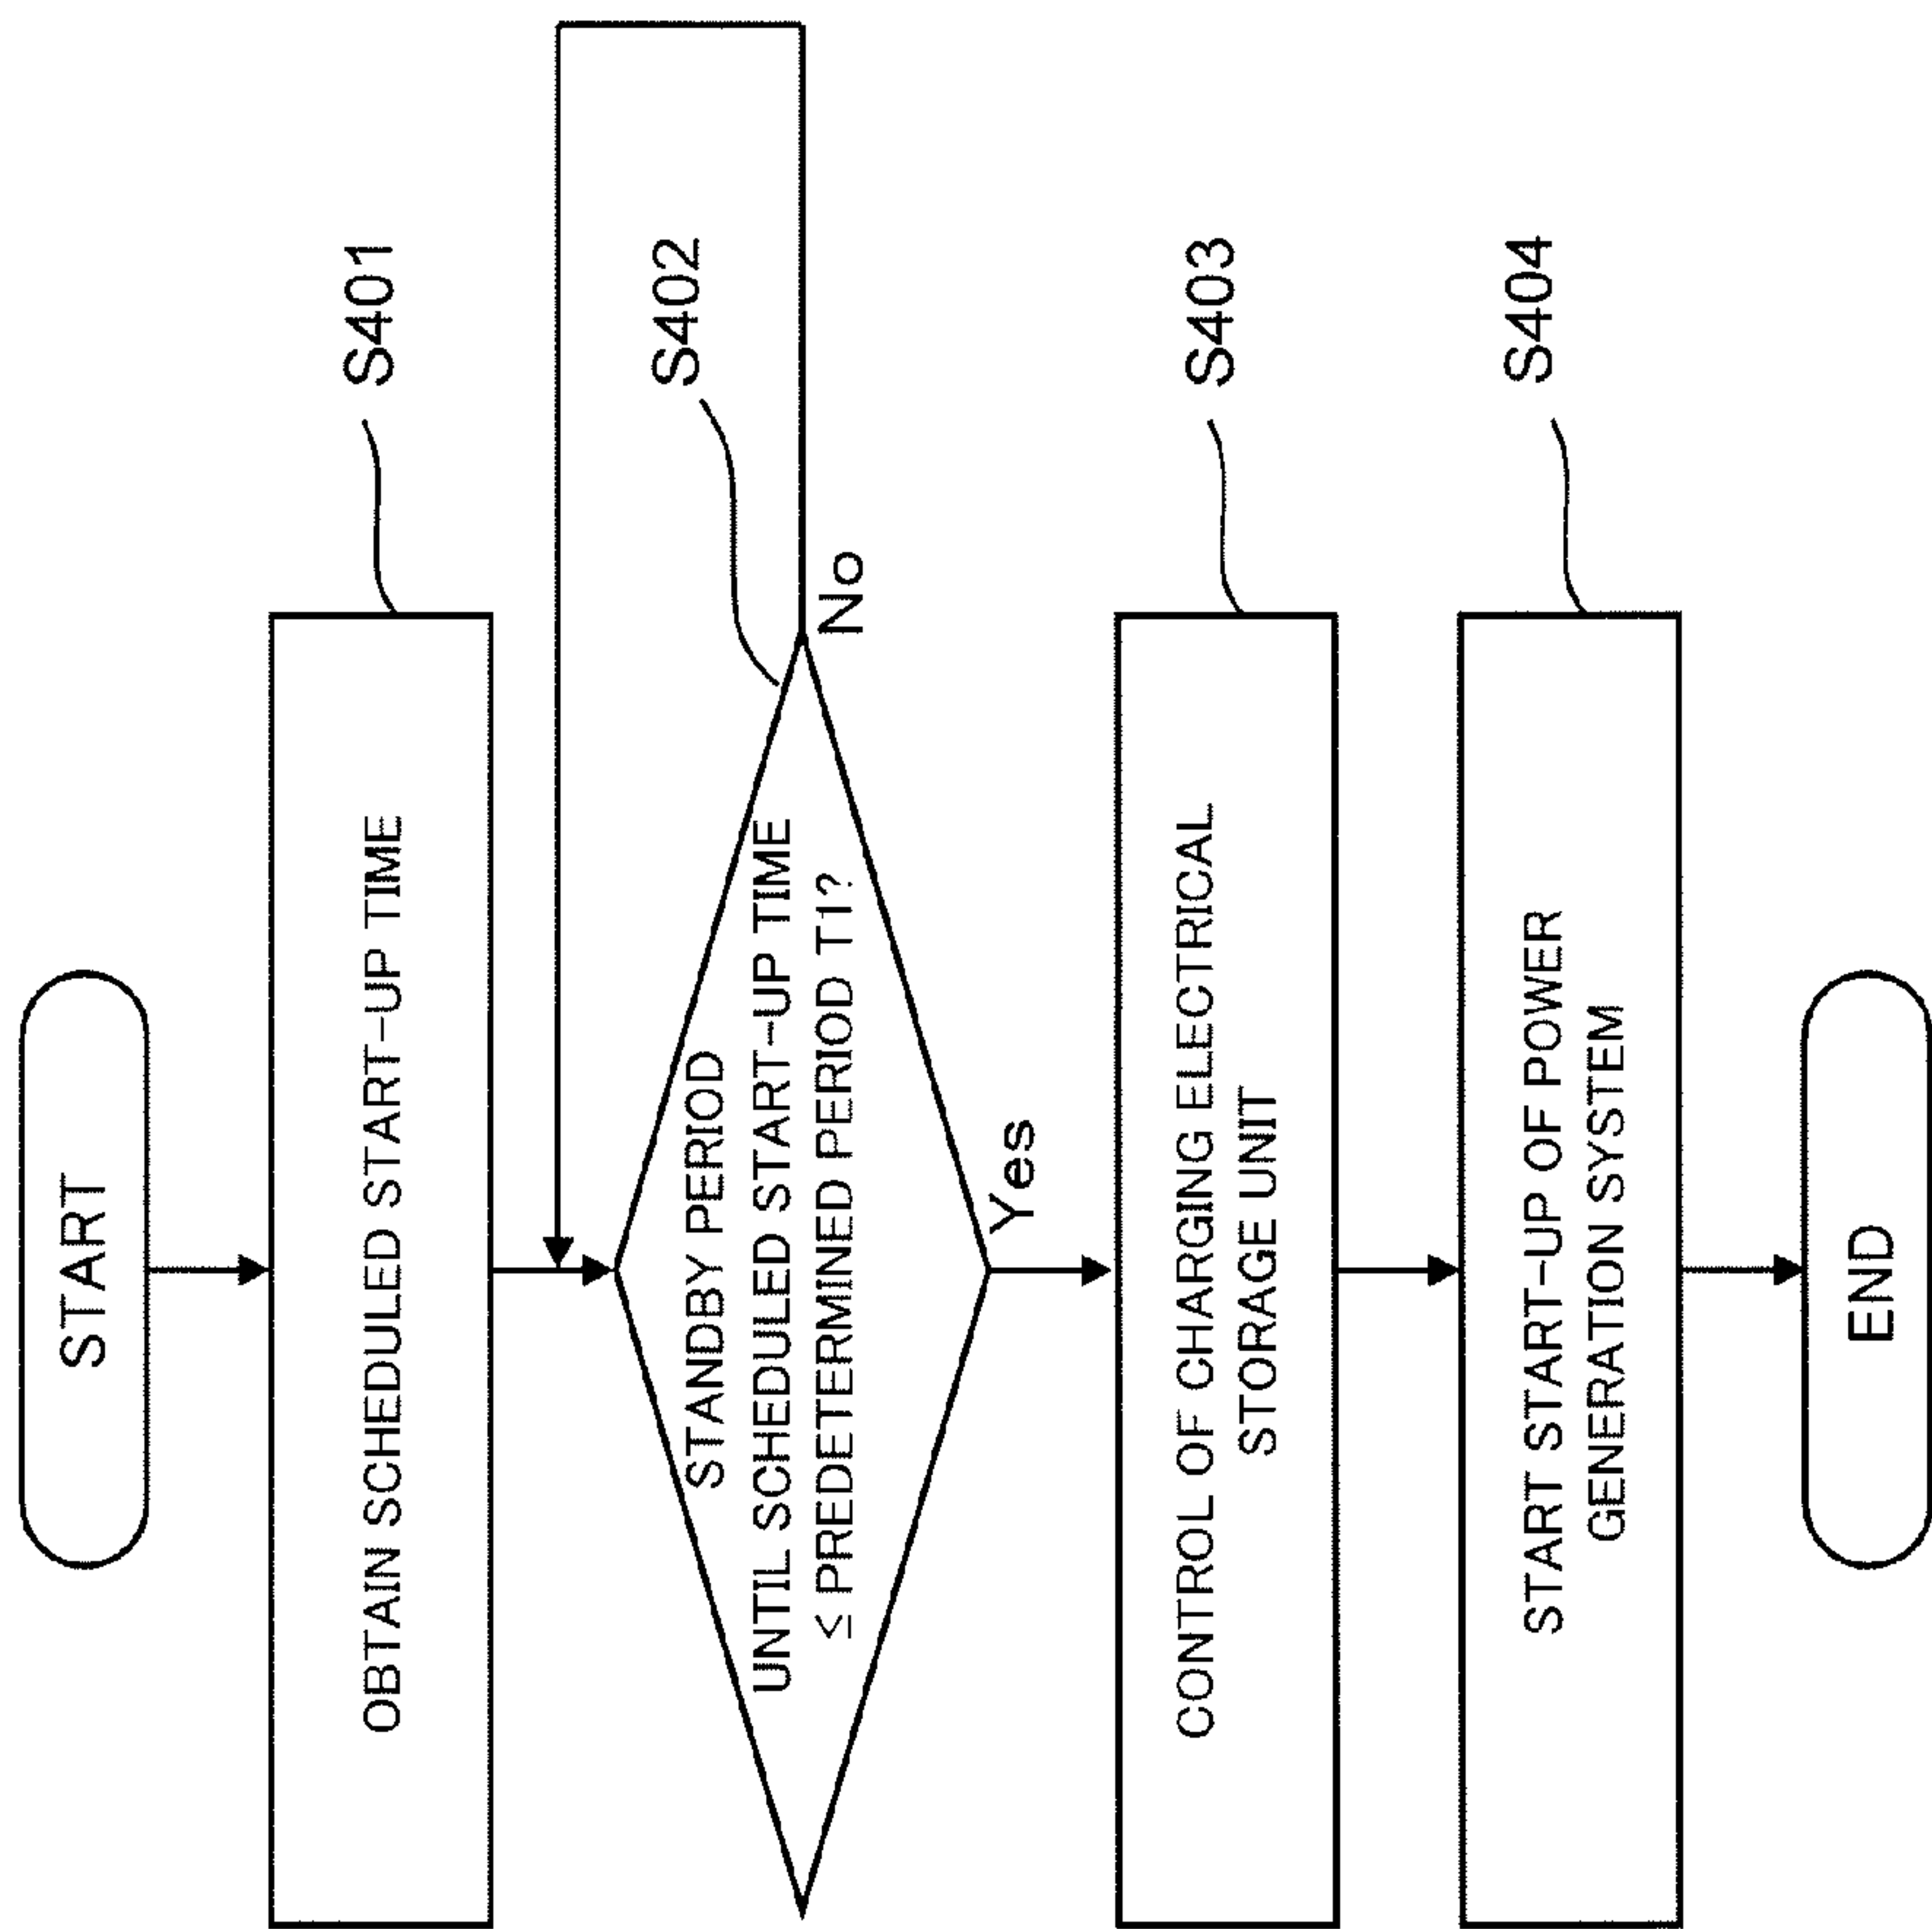 START
OBTAIN SCHEDULED START-UP TIME
S401
STANDBY PERIOD
UNTIL SCHEDULED START-UP TIME
≤ PREDETERMINED PERIOD T1?
S402
No
Yes
CONTROL OF CHARGING ELECTRICAL
STORAGE UNIT
S403
START START-UP OF POWER
GENERATION SYSTEM
S404
END